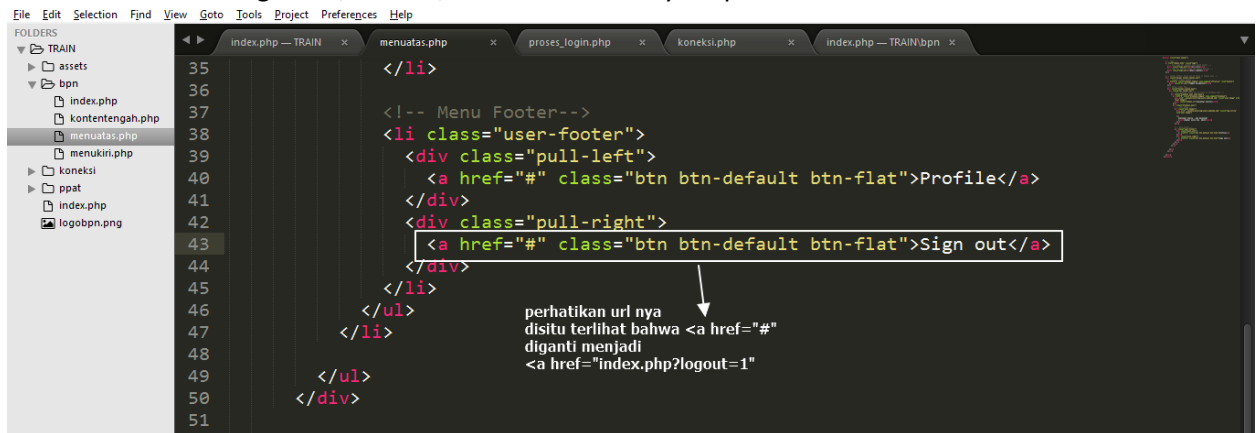 File Edit Selection Find View Goto Tools Project Preferences Help
FOLDERS
TRAIN
assets
bpn
index.php
kontentengah.php
menuatas.php
menukiri.php
koneksi
ppat
index.php
logobpn.png
index.php — TRAIN × menuatas.php × proses_login.php × koneksi.php × index.php — TRAIN\bpn ×
35 </li>
36
37 <!-- Menu Footer-->
38 <li class="user-footer">
39 <div class="pull-left">
40 <a href="#" class="btn btn-default btn-flat">Profile</a>
41 </div>
42 <div class="pull-right">
43 <a href="#" class="btn btn-default btn-flat">Sign out</a>
44 </div>
45 </li>
46 </ul>
47 </li>
48
49 </ul>
50 </div>
51
perhatikan url nya
disitu terlihat bahwa <a href="#"
diganti menjadi
<a href="index.php?logout=1"